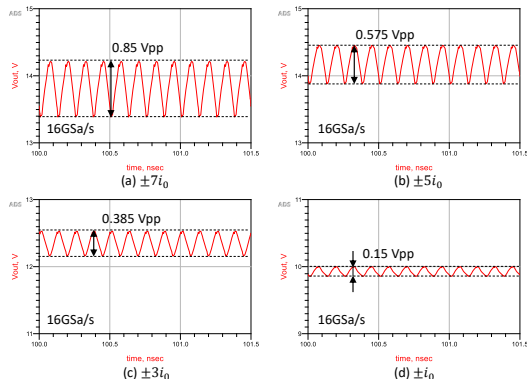 ADS
0.85 Vpp
Vout, V
15
14
13
16GSa/s
100.0
100.5
101.0
101.5
time, nsec
(a) ±7i₀
ADS
0.575 Vpp
Vout, V
15
14
13
16GSa/s
100.0
100.5
101.0
101.5
time, nsec
(b) ±5i₀
ADS
0.385 Vpp
Vout, V
13
12
11
16GSa/s
100.0
100.5
101.0
101.5
time, nsec
(c) ±3i₀
ADS
0.15 Vpp
Vout, V
11
10
9
16GSa/s
100.0
100.5
101.0
101.5
time, nsec
(d) ±i₀